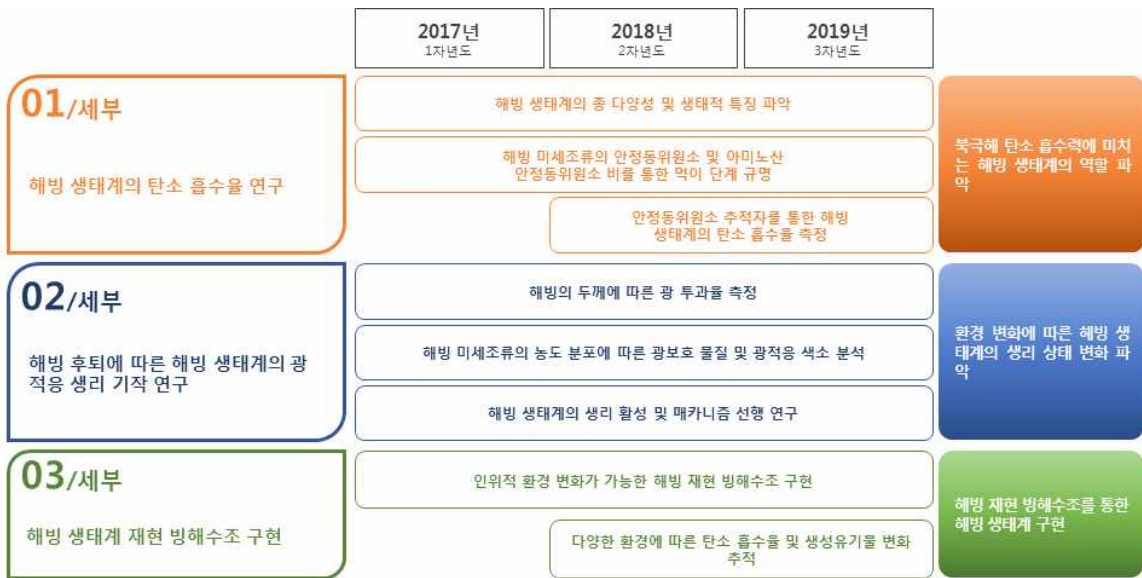 2017년
1차년도
2018년
2차년도
2019년
3차년도
01/세부
해빙 생태계의 탄소 흡수율 연구
해빙 생태계의 종 다양성 및 생태적 특징 파악
해빙 미세조류의 안정동위원소 및 아미노산
안정동위원소 비를 통한 먹이 단계 규명
안정동위원소 추적자를 통한 해빙
생태계의 탄소 흡수율 측정
북극해 탄소 흡수력에 미치
는 해빙 생태계의 역할 파
악
02/세부
해빙 후퇴에 따른 해빙 생태계의 광
적응 생리 기작 연구
해빙의 두께에 따른 광 투과율 측정
해빙 미세조류의 농도 분포에 따른 광보호 물질 및 광적응 색소 분석
해빙 생태계의 생리 활성 및 매카니즘 선행 연구
환경 변화에 따른 해빙 생
태계의 생리 상태 변화 파
악
03/세부
해빙 생태계 재현 빙해수조 구현
인위적 환경 변화가 가능한 해빙 재현 빙해수조 구현
다양한 환경에 따른 탄소 흡수율 및 생성유기물 변화
추적
해빙 재현 빙해수조를 통한
해빙 생태계 구현